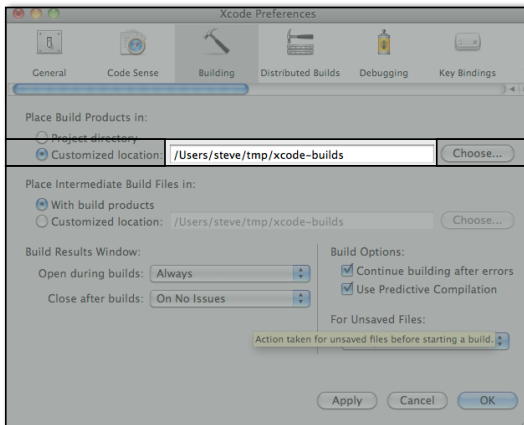 Xcode Preferences
General Code Sense Building Distributed Builds Debugging Key Bindings
Place Build Products in:
Project directory
Customized location: /Users/steve/tmp/xcode-builds Choose...
Place Intermediate Build Files in:
With build products
Customized location: /Users/steve/tmp/xcode-builds Choose...
Build Results Window:
Open during builds: Always
Close after builds: On No Issues
Build Options:
Continue building after errors
Use Predictive Compilation
For Unsaved Files:
Action taken for unsaved files before starting a build.
Apply Cancel OK